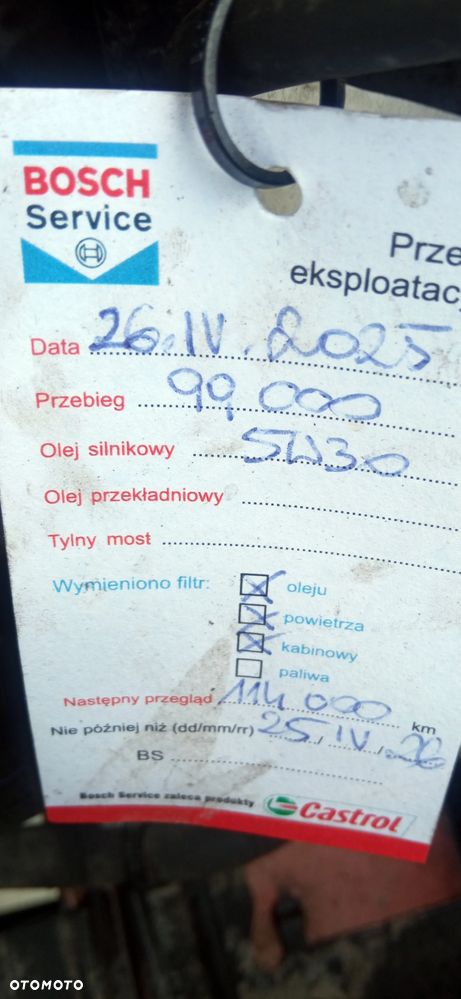 BOSCH
Service
Prze
eksploatac
Data 26.IV.2025
Przebieg 99 000
Olej silnikowy 5W30
Olej przekładniowy
Tylny most
Wymieniono filtr: oleju
powietrza
kabinowy
paliwa
Następny przegląd 114 000 km
Nie później niż (dd/mm/rr) 25/IV/26
BS
Bosch Service zaleca produkty Castrol
OTOMOTO